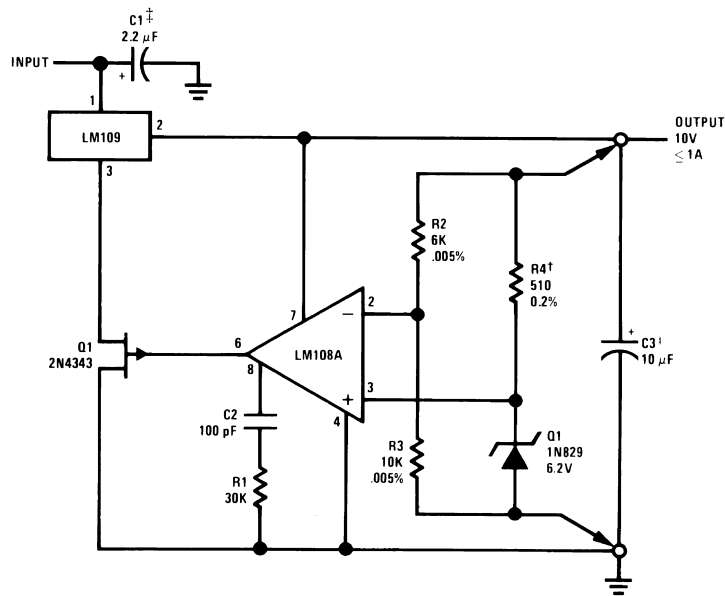 C1‡
2.2 μF
INPUT
+
1
LM109
2
3
OUTPUT
10V
≤ 1A
R2
6K
.005%
R4†
510
0.2%
7
2
−
6
LM108A
8
+
3
4
Q1
2N4343
C2
100 pF
R1
30K
R3
10K
.005%
Q1
1N829
6.2V
+
C3‡
10 μF